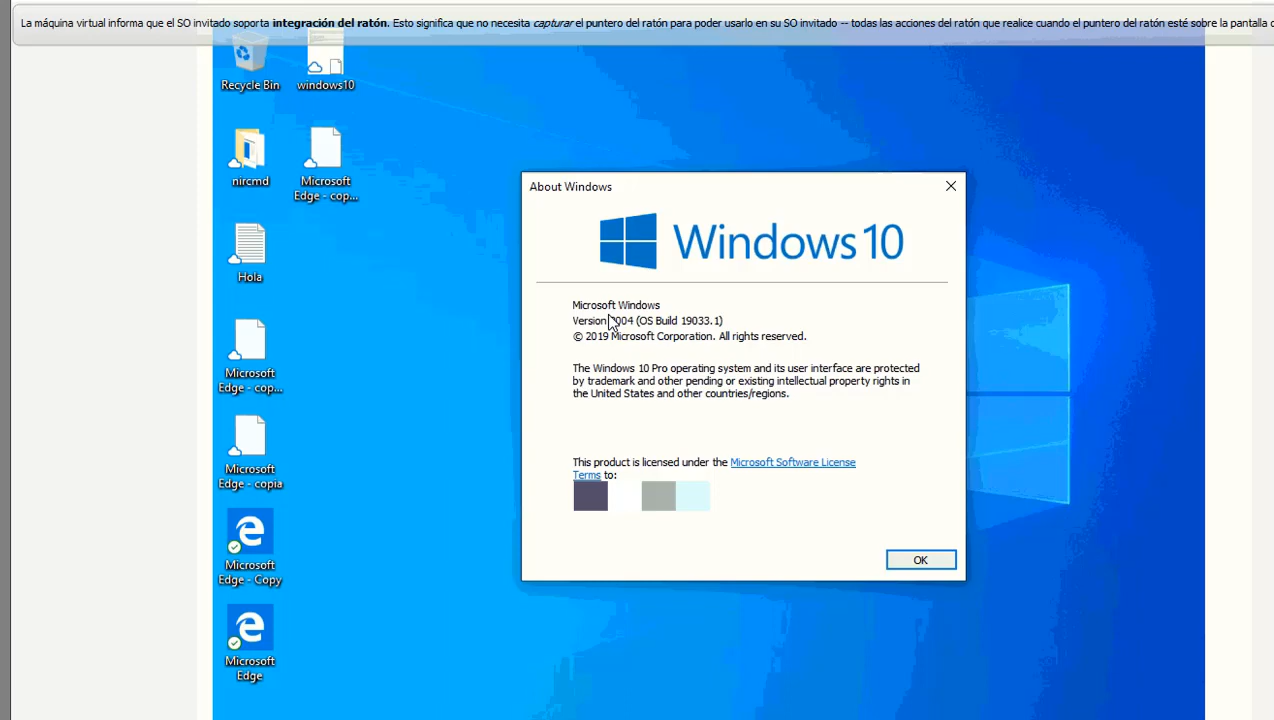 La máquina virtual informa que el SO invitado soporta integración del ratón. Esto significa que no necesita capturar el puntero del ratón para poder usarlo en su SO invitado -- todas las acciones del ratón que realice cuando el puntero del ratón esté sobre la pantalla
Recycle Bin
windows10
nircmd
Microsoft
Edge - cop...
Hola
Microsoft
Edge - cop...
Microsoft
Edge - copia
Microsoft
Edge - Copy
Microsoft
Edge
About Windows
Windows 10
Microsoft Windows
Version 2004 (OS Build 19033.1)
© 2019 Microsoft Corporation. All rights reserved.
The Windows 10 Pro operating system and its user interface are protected
by trademark and other pending or existing intellectual property rights in
the United States and other countries/regions.
This product is licensed under the Microsoft Software License
Terms to:
OK